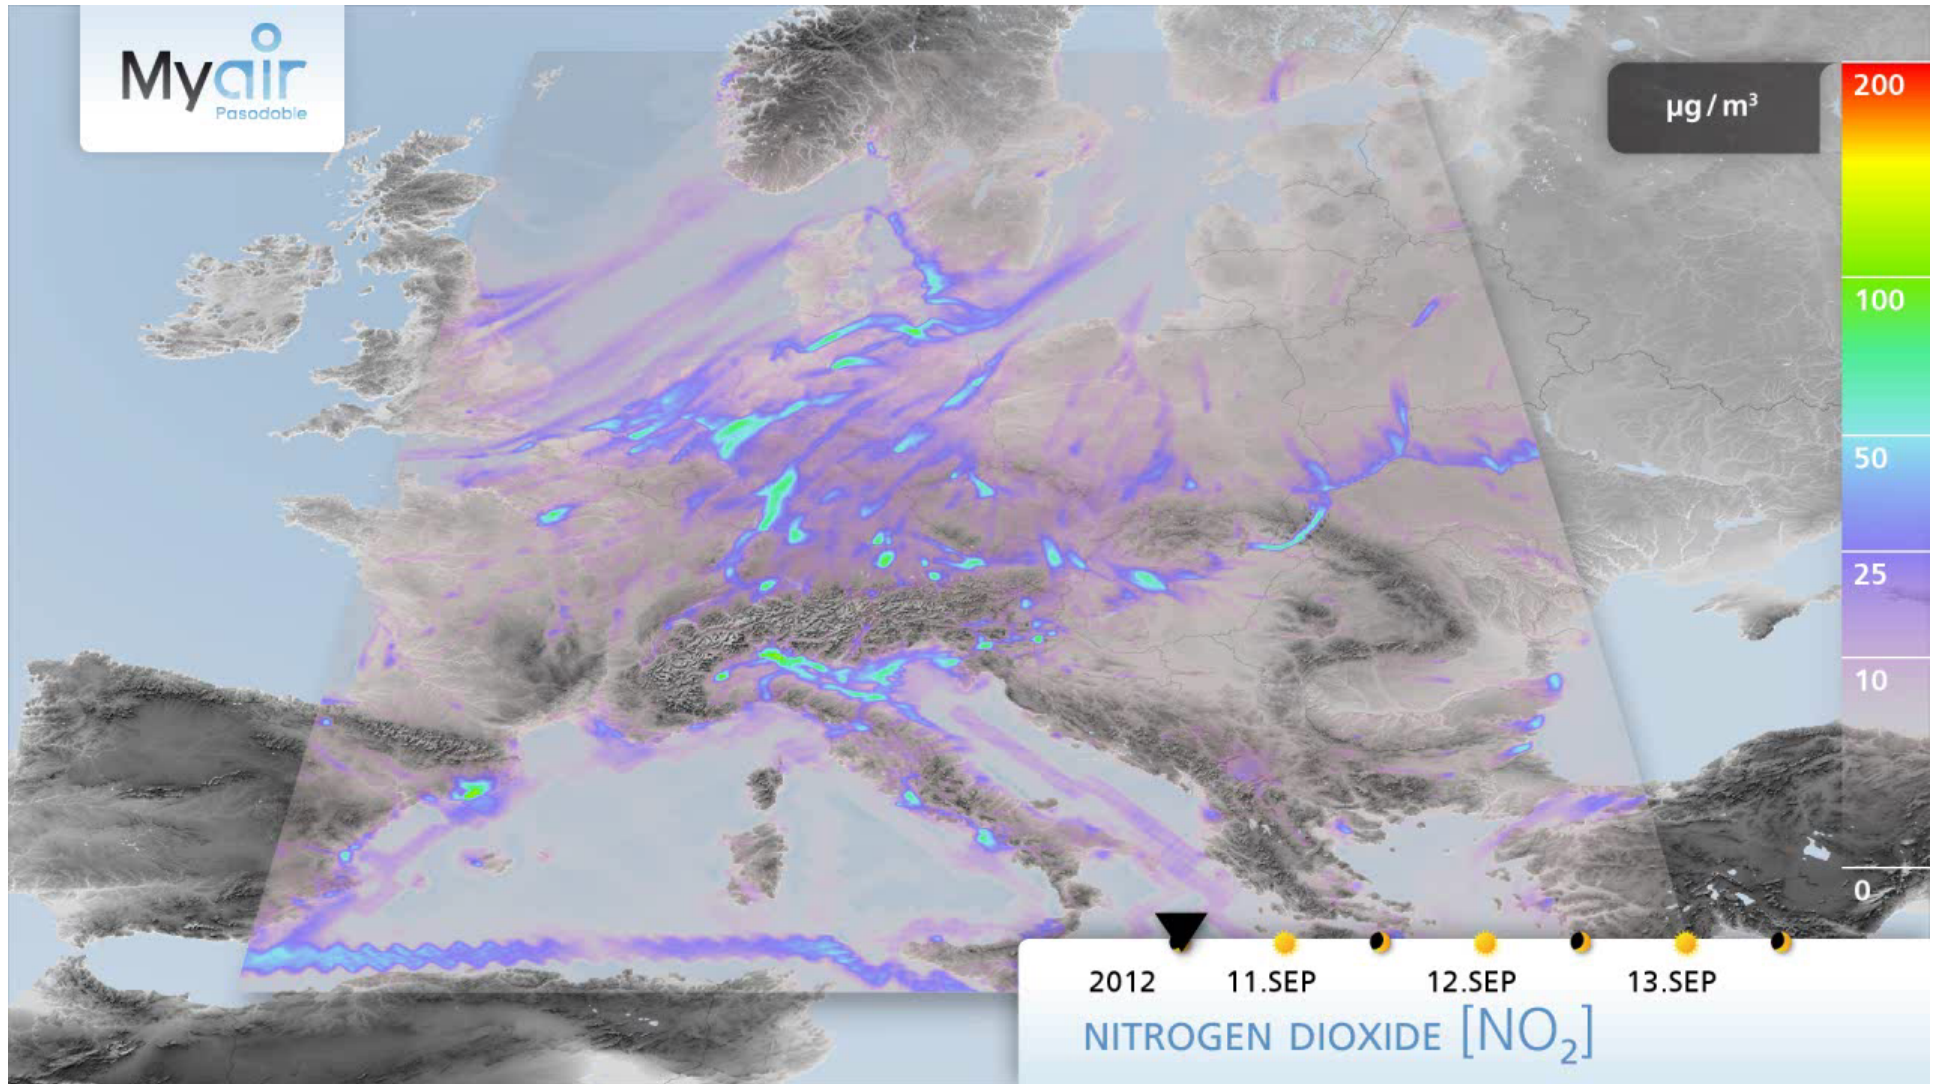 Myair
Pasodoble
µg/m³
200
100
50
25
10
0
2012 11.SEP 12.SEP 13.SEP
NITROGEN DIOXIDE [NO₂]